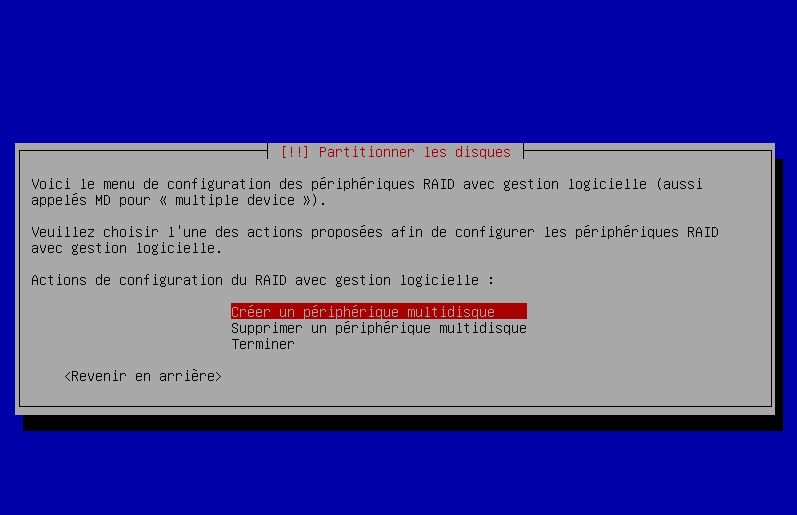 [!!] Partitionner les disques
Voici le menu de configuration des périphériques RAID avec gestion logicielle (aussi
appelés MD pour « multiple device »).
Veuillez choisir l'une des actions proposées afin de configurer les périphériques RAID
avec gestion logicielle.
Actions de configuration du RAID avec gestion logicielle :
Créer un périphérique multidisque
Supprimer un périphérique multidisque
Terminer
<Revenir en arrière>